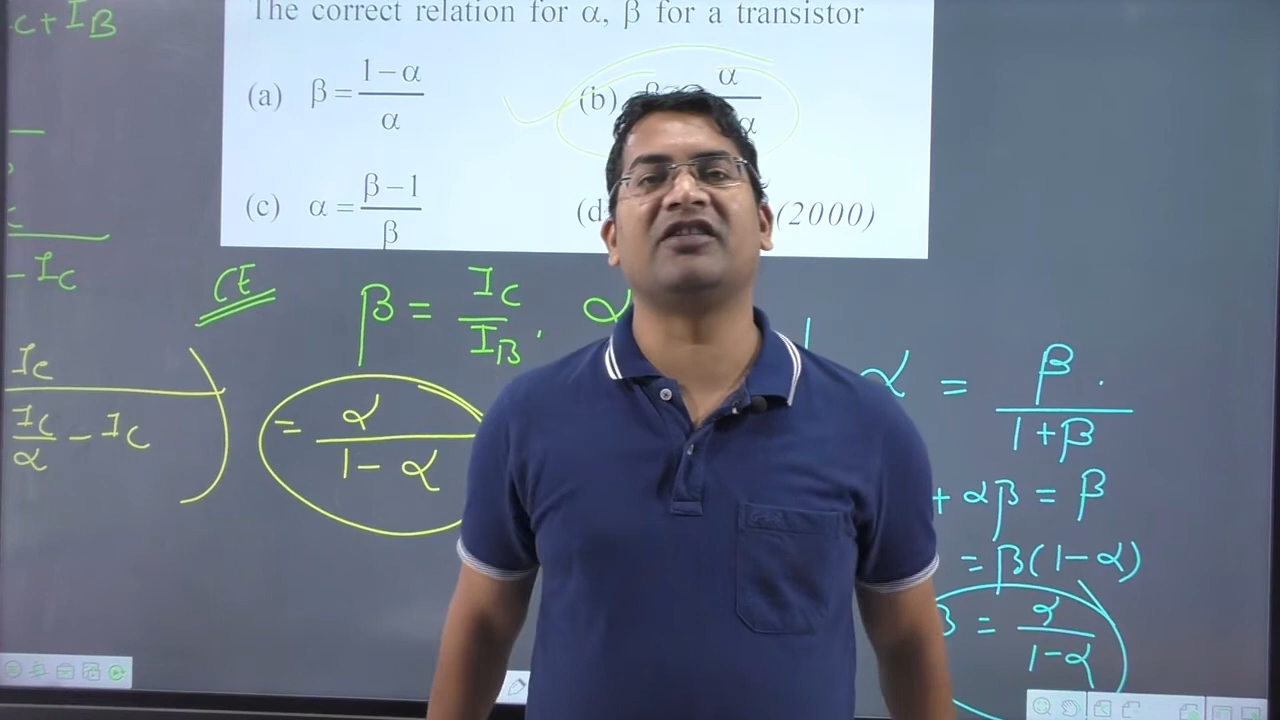 c+IB
The correct relation for α, β for a transistor
(a) β = (1−α)/α
(b) α
α
(c) α = (β−1)/β
(d (2000)
− IC
CE
β = IC/IB . α
IC
IC/α − IC
= α/(1− α)
α = β/(1+β) .
+ αβ = β
= β(1−α)
β = α/(1−α)